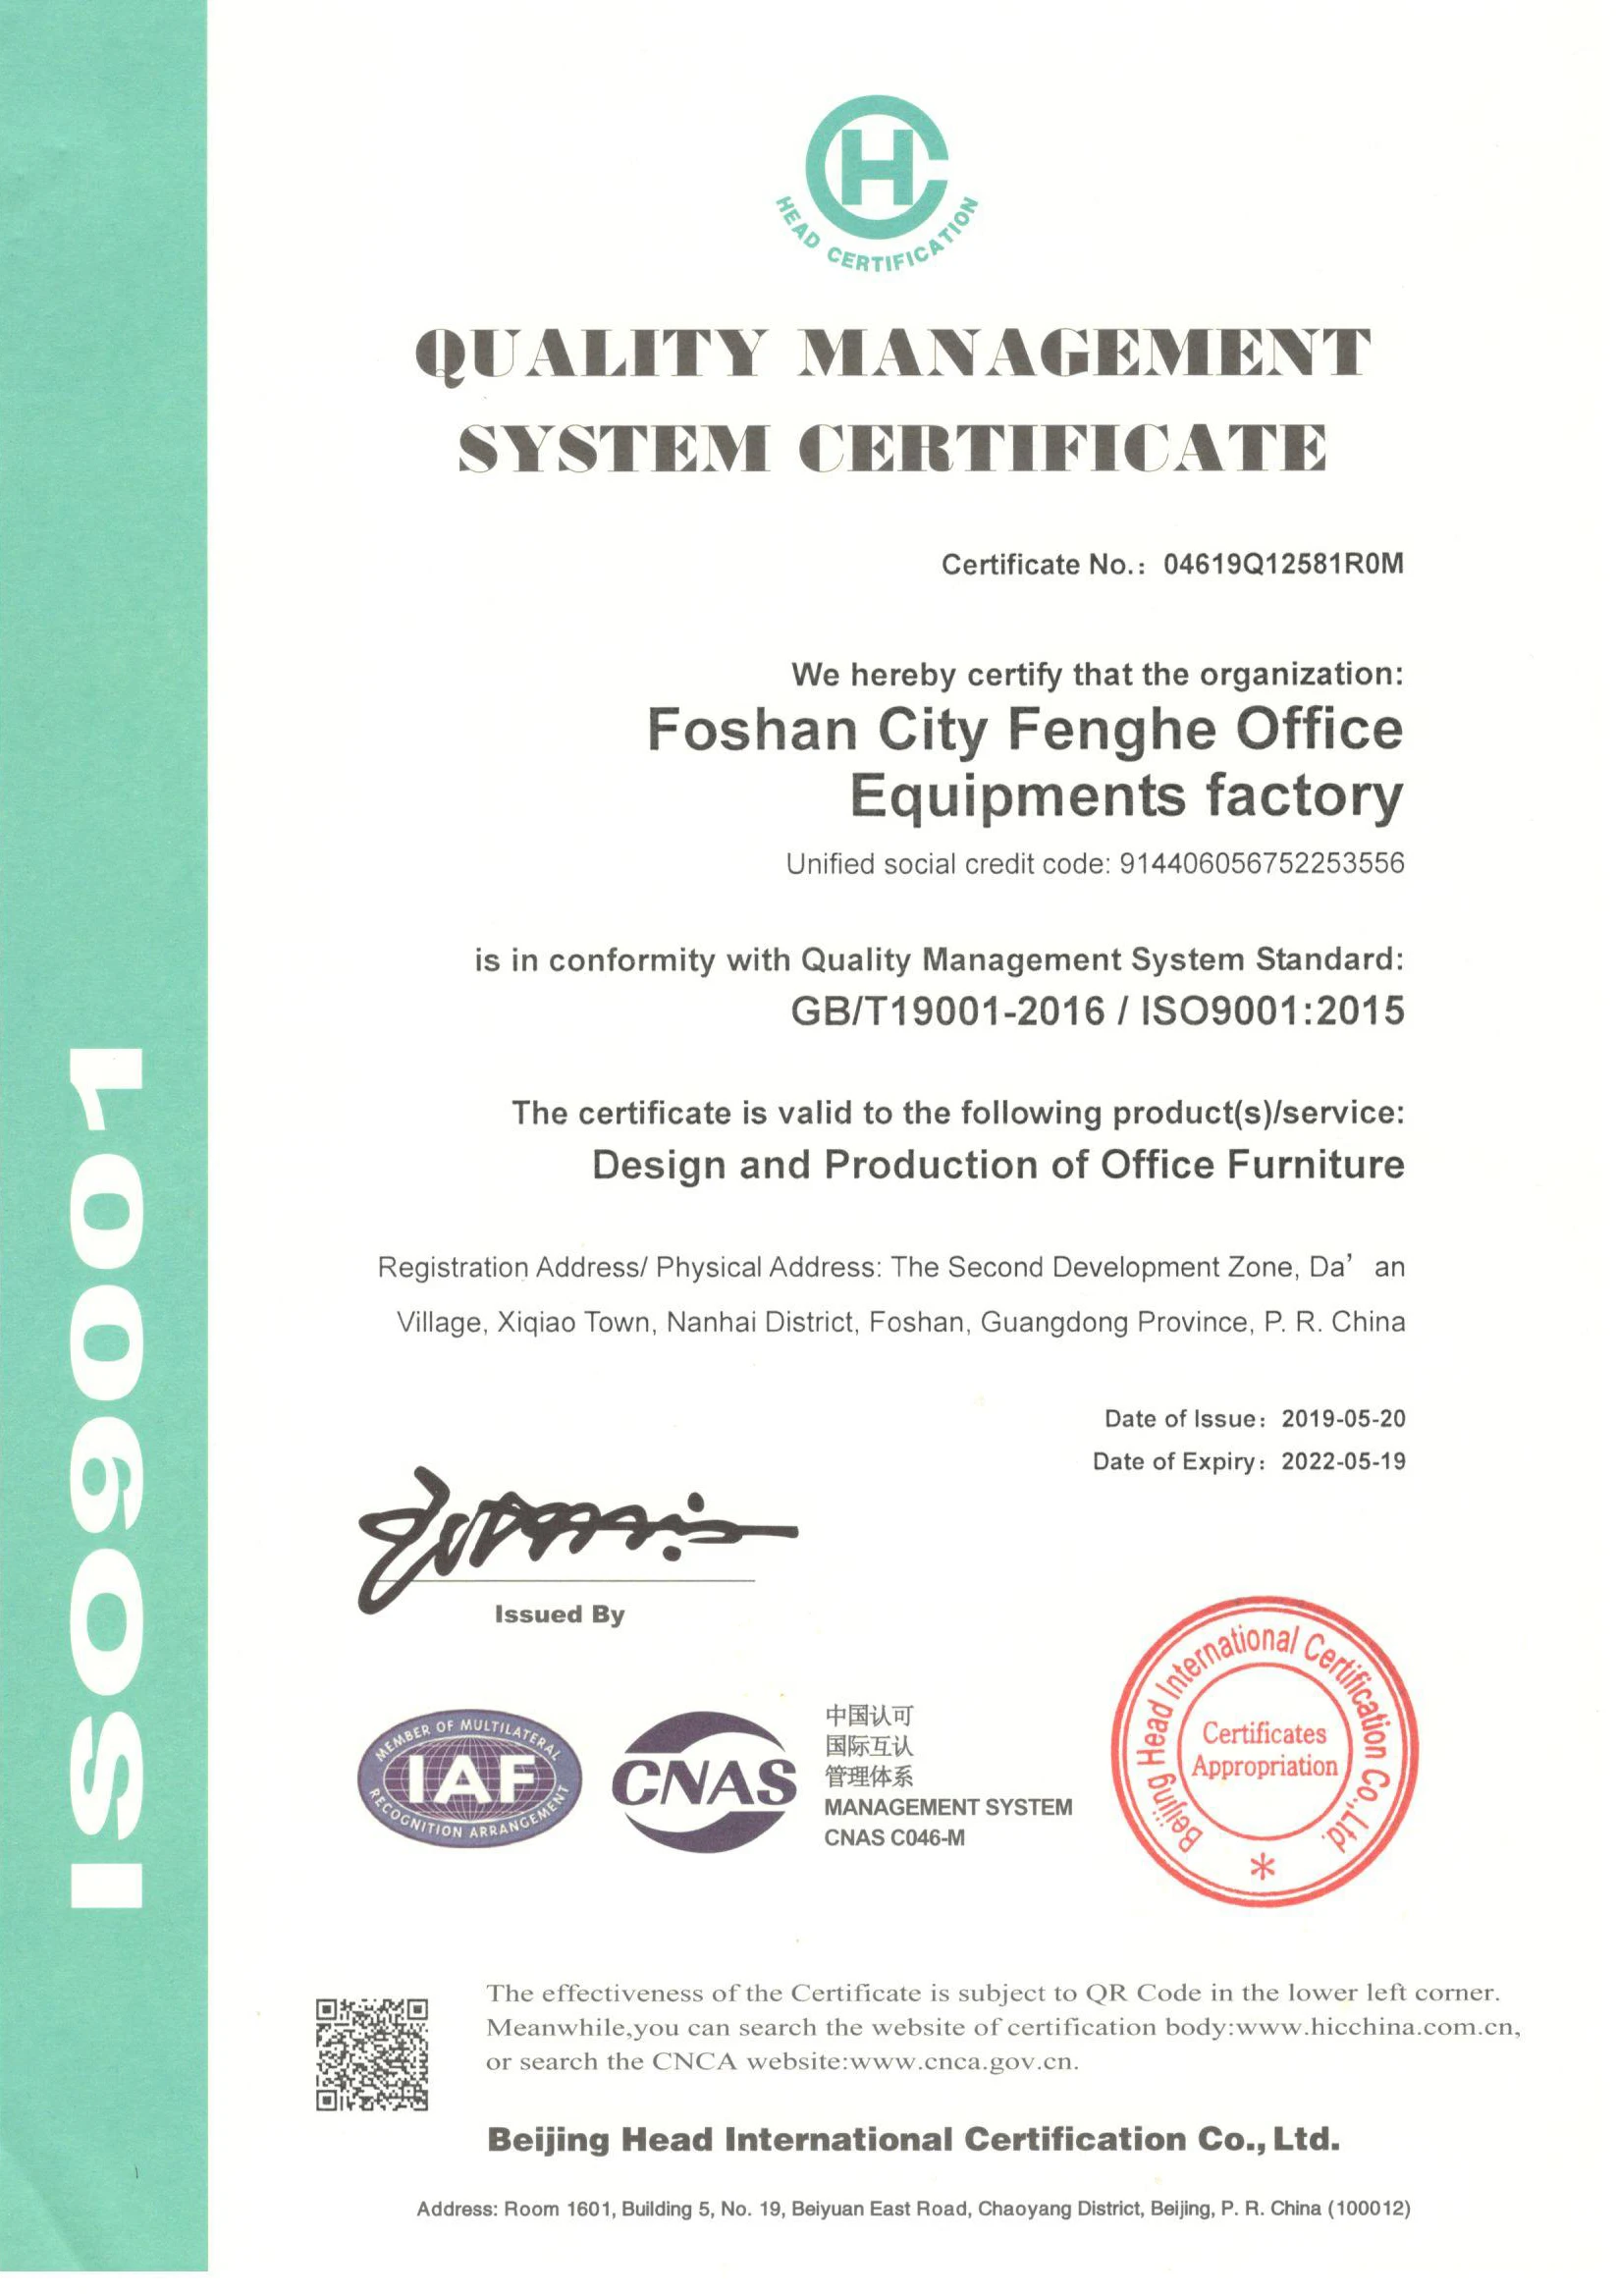 HC
HEAD CERTIFICATION
QUALITY MANAGEMENT
SYSTEM CERTIFICATE
Certificate No.: 04619Q12581R0M
We hereby certify that the organization:
Foshan City Fenghe Office
Equipments factory
Unified social credit code: 914406056752253556
is in conformity with Quality Management System Standard:
GB/T19001-2016 / ISO9001:2015
The certificate is valid to the following product(s)/service:
Design and Production of Office Furniture
Registration Address/ Physical Address: The Second Development Zone, Da’ an
Village, Xiqiao Town, Nanhai District, Foshan, Guangdong Province, P. R. China
Date of Issue: 2019-05-20
Date of Expiry: 2022-05-19
Issued By
MEMBER OF MULTILATERAL
IAF
RECOGNITION ARRANGEMENT
CNAS
中国认可
国际互认
管理体系
MANAGEMENT SYSTEM
CNAS C046-M
Beijing Head International Certification Co.,Ltd.
Certificates
Appropriation
The effectiveness of the Certificate is subject to QR Code in the lower left corner.
Meanwhile,you can search the website of certification body:www.hicchina.com.cn,
or search the CNCA website:www.cnca.gov.cn.
Beijing Head International Certification Co., Ltd.
Address: Room 1601, Building 5, No. 19, Beiyuan East Road, Chaoyang District, Beijing, P. R. China (100012)
ISO9001